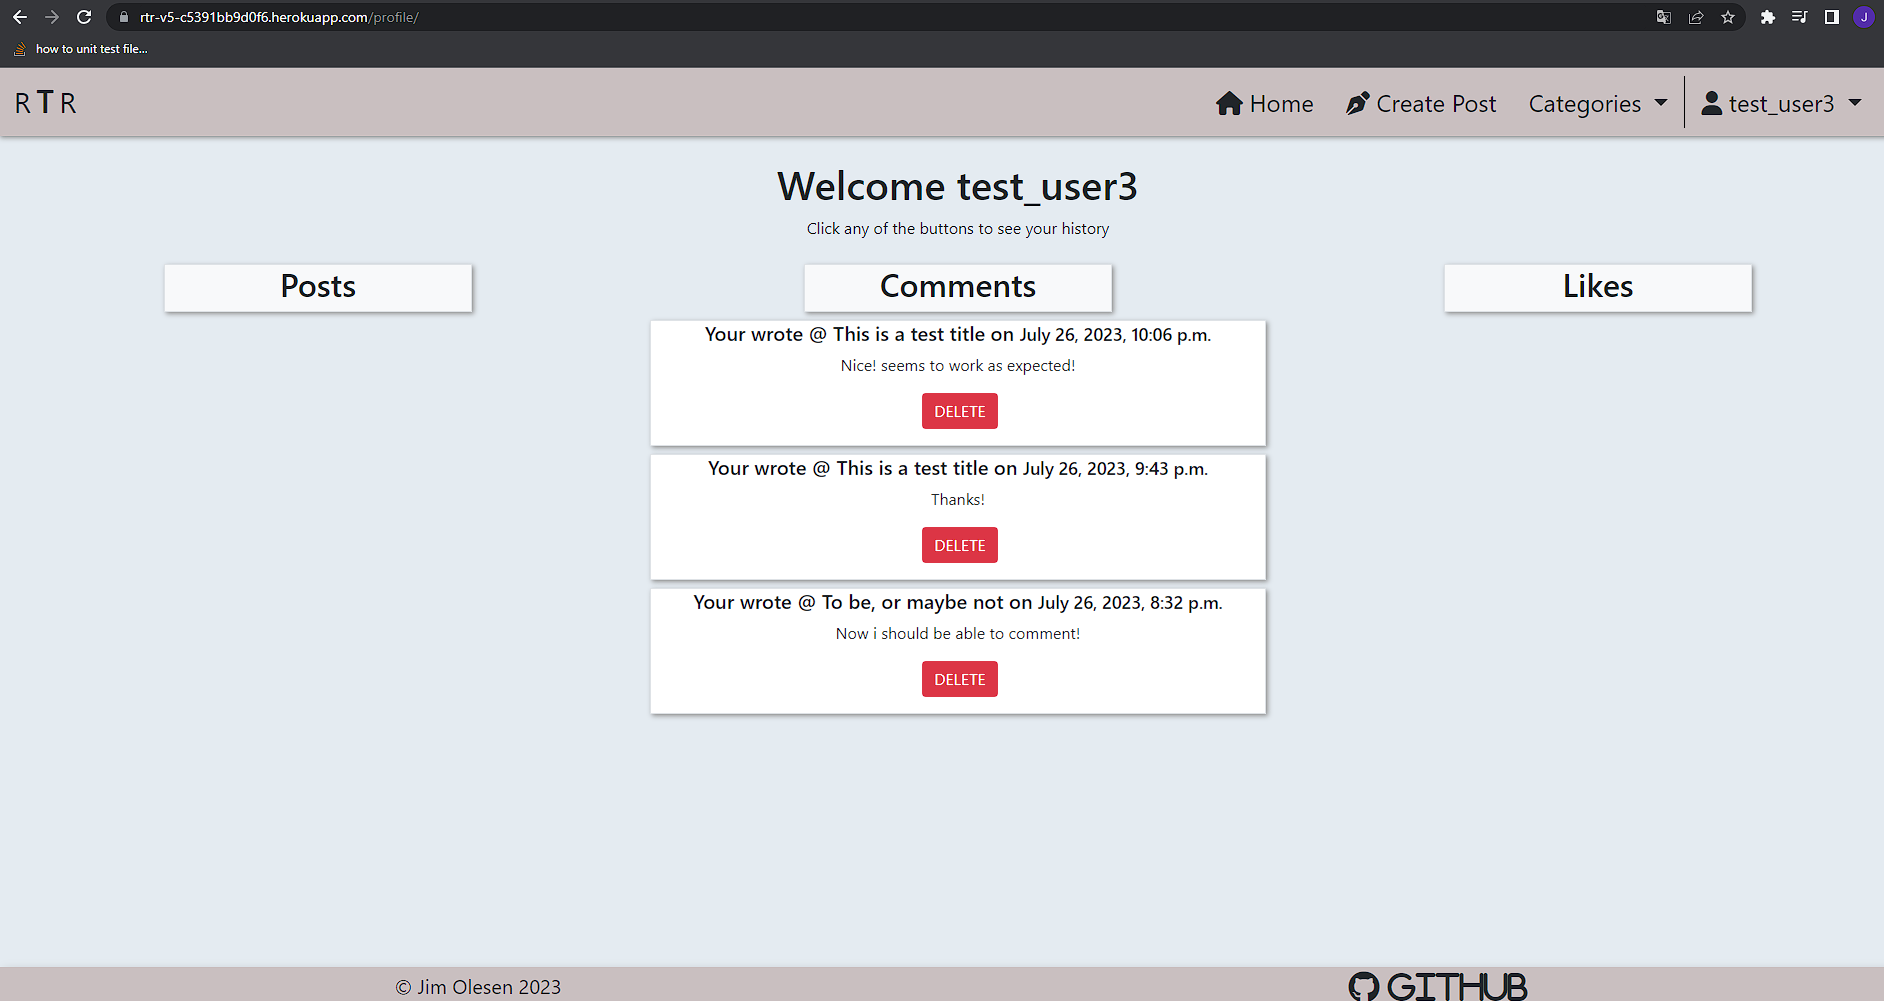 rtr-v5-c5391bb9d0f6.herokuapp.com/profile/
J
how to unit test file...
R T R
Home
Create Post
Categories
test_user3
Welcome test_user3
Click any of the buttons to see your history
Posts
Comments
Likes
Your wrote @ This is a test title on July 26, 2023, 10:06 p.m.
Nice! seems to work as expected!
DELETE
Your wrote @ This is a test title on July 26, 2023, 9:43 p.m.
Thanks!
DELETE
Your wrote @ To be, or maybe not on July 26, 2023, 8:32 p.m.
Now i should be able to comment!
DELETE
© Jim Olesen 2023
GITHUB